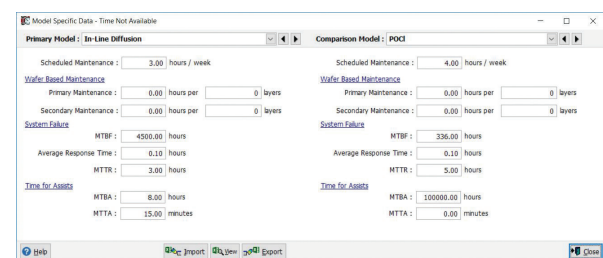 Model Specific Data - Time Not Available
Primary Model : In-Line Diffusion
Comparison Model : POCl
Scheduled Maintenance : 3.00 hours / week
Scheduled Maintenance : 4.00 hours / week
Wafer Based Maintenance
Wafer Based Maintenance
Primary Maintenance : 0.00 hours per 0 layers
Primary Maintenance : 0.00 hours per 0 layers
Secondary Maintenance : 0.00 hours per 0 layers
Secondary Maintenance : 0.00 hours per 0 layers
System Failure
System Failure
MTBF : 4500.00 hours
MTBF : 336.00 hours
Average Response Time : 0.10 hours
Average Response Time : 0.10 hours
MTTR : 3.00 hours
MTTR : 5.00 hours
Time for Assists
Time for Assists
MTBA : 8.00 hours
MTBA : 100000.00 hours
MTTA : 15.00 minutes
MTTA : 0.00 minutes
Help Import View Export Close